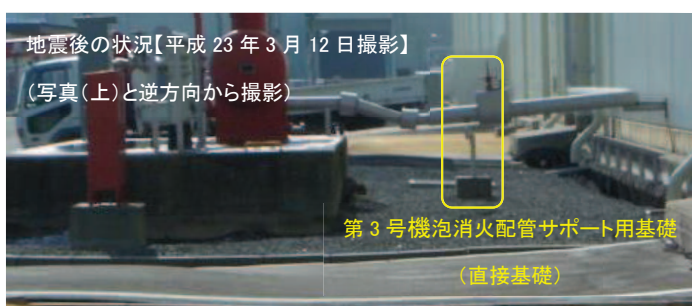 地震後の状況【平成 23 年 3 月 12 日撮影】
（写真（上）と逆方向から撮影）
第 3 号機泡消火配管サポート用基礎
（直接基礎）